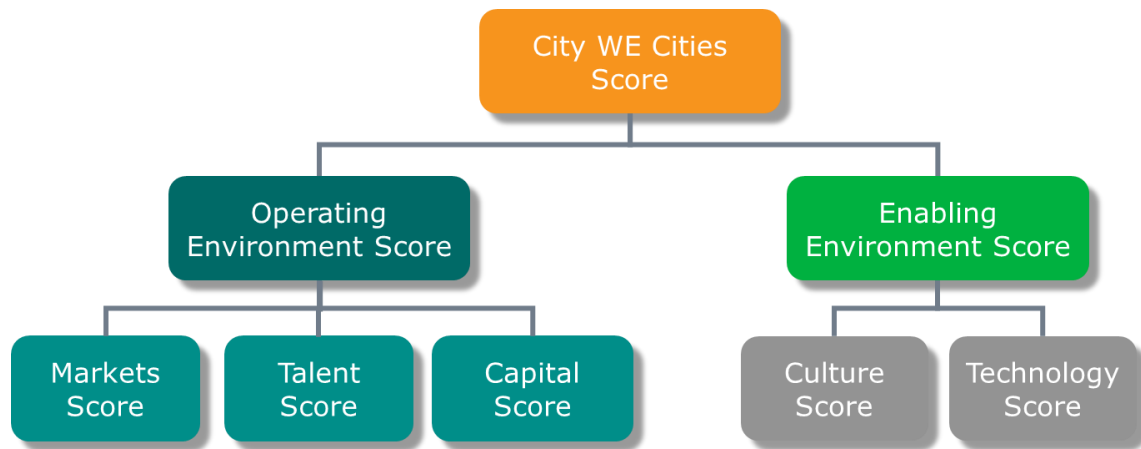 City WE Cities
Score
Operating
Environment Score
Enabling
Environment Score
Markets
Score
Talent
Score
Capital
Score
Culture
Score
Technology
Score